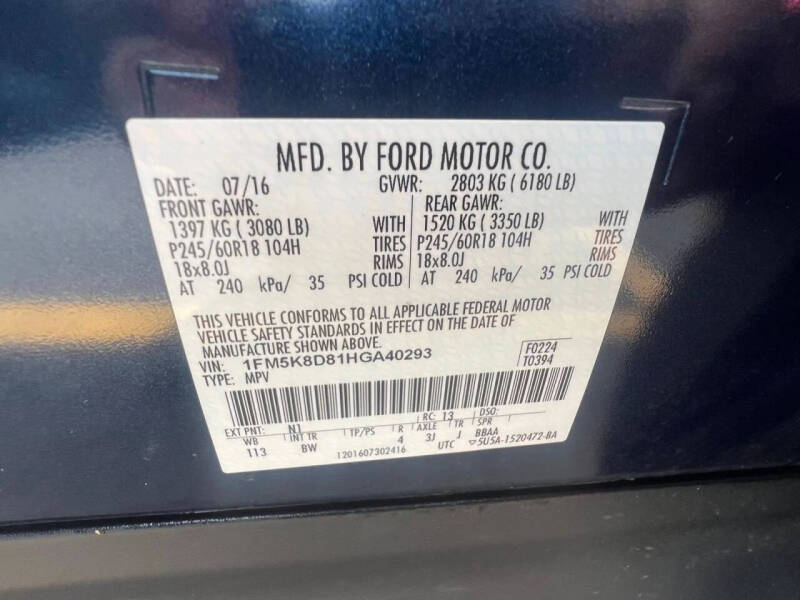 MFD. BY FORD MOTOR CO.
DATE: 07/16 GVWR: 2803 KG ( 6180 LB)
FRONT GAWR: REAR GAWR:
1397 KG ( 3080 LB) WITH 1520 KG ( 3350 LB) WITH
P245/60R18 104H TIRES P245/60R18 104H TIRES
18x8.0J RIMS 18x8.0J RIMS
AT 240 kPa/ 35 PSI COLD AT 240 kPa/ 35 PSI COLD
THIS VEHICLE CONFORMS TO ALL APPLICABLE FEDERAL MOTOR
VEHICLE SAFETY STANDARDS IN EFFECT ON THE DATE OF
MANUFACTURE SHOWN ABOVE.
VIN: 1FM5K8D81HGA40293 F0224
TYPE: MPV T0394
EXT PNT: N1 RC: 13 DSO:
WB INT TR TP/PS R AXLE TR SPR
113 BW 4 3J J BBAA
1201607302416 UTC ▽5U5A-1520472-BA